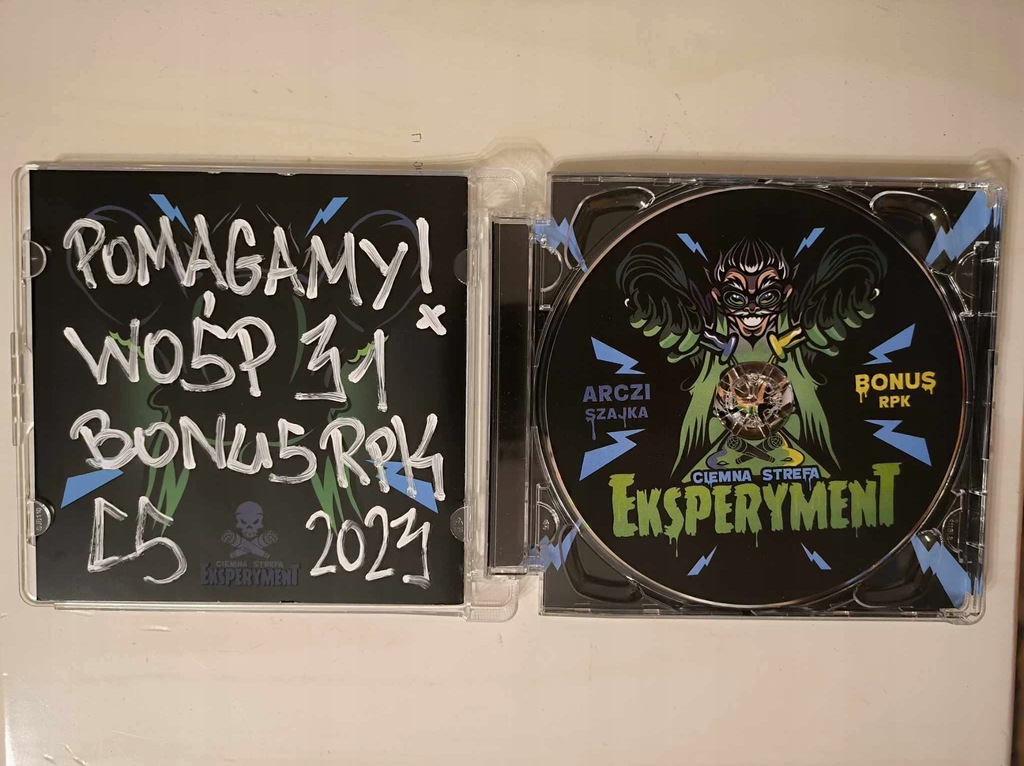 POMAGAMY!
WOŚP 31 x
BONUS RPK
CS 2023
CIEMNA STREFA
EKSPERYMENT
ARCZI
SZAJKA
BONUS
RPK
CIEMNA STREFA
EKSPERYMENT